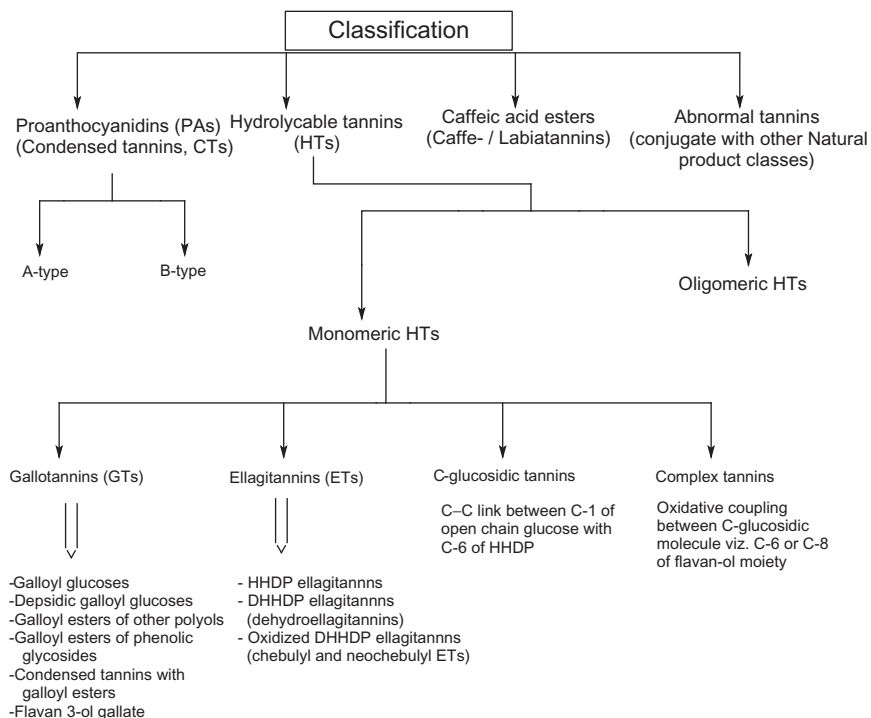 Classification
Proanthocyanidins (PAs)
(Condensed tannins, CTs)
Hydrolycable tannins
(HTs)
Caffeic acid esters
(Caffe- / Labiatannins)
Abnormal tannins
(conjugate with other Natural
product classes)
A-type
B-type
Monomeric HTs
Oligomeric HTs
Gallotannins (GTs)
-Galloyl glucoses
-Depsidic galloyl glucoses
-Galloyl esters of other polyols
-Galloyl esters of phenolic
glycosides
-Condensed tannins with
galloyl esters
-Flavan 3-ol gallate
Ellagitannins (ETs)
- HHDP ellagitannns
- DHHDP ellagitannns
(dehydroellagitannins)
- Oxidized DHHDP ellagitannns
(chebulyl and neochebulyl ETs)
C-glucosidic tannins
C–C link between C-1 of
open chain glucose with
C-6 of HHDP
Complex tannins
Oxidative coupling
between C-glucosidic
molecule viz. C-6 or C-8
of flavan-ol moiety